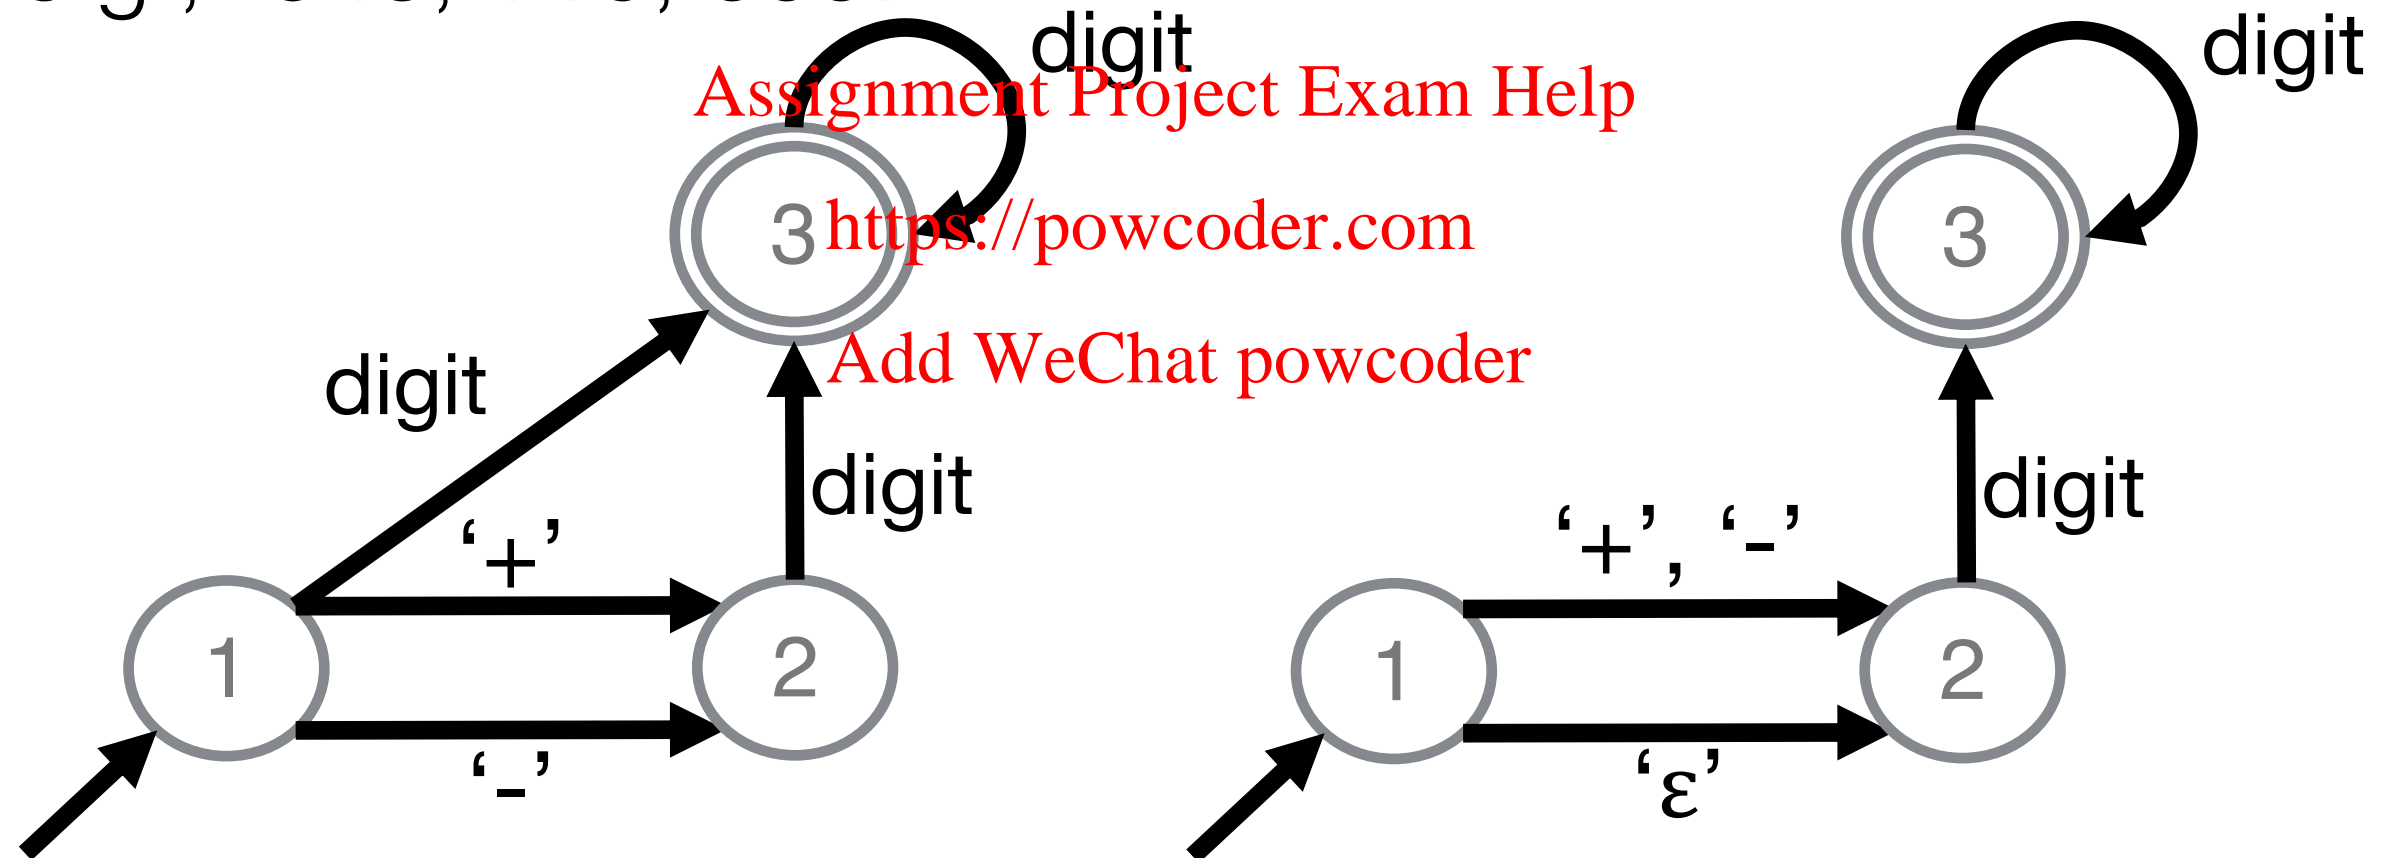 digit
digit
Assignment Project Exam Help
3
https://powcoder.com
3
Add WeChat powcoder
digit
digit
digit
‘+’
‘+’, ‘-’
1
2
1
2
‘-’
‘ε’